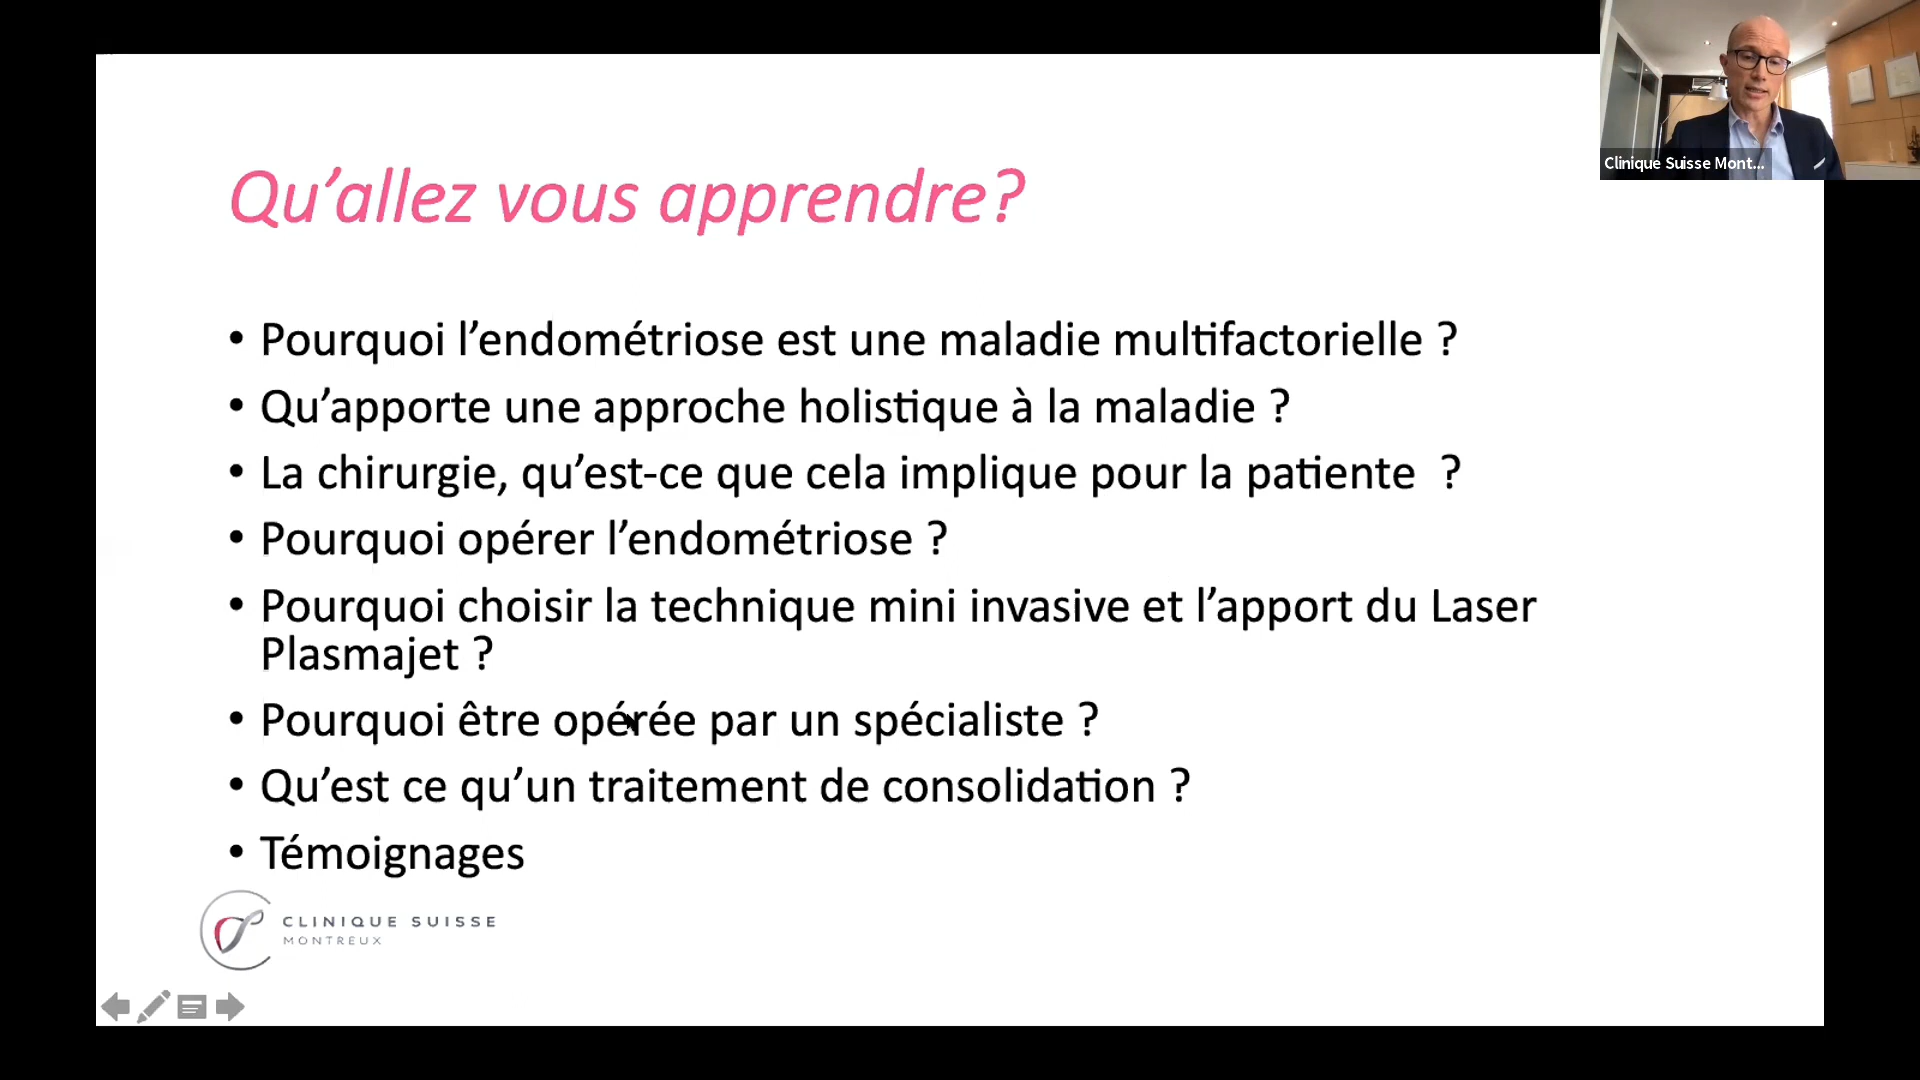 Clinique Suisse Mont...
Qu’allez vous apprendre?
• Pourquoi l’endométriose est une maladie multifactorielle ?
• Qu’apporte une approche holistique à la maladie ?
• La chirurgie, qu’est-ce que cela implique pour la patiente  ?
• Pourquoi opérer l’endométriose ?
• Pourquoi choisir la technique mini invasive et l’apport du Laser
Plasmajet ?
• Pourquoi être opérée par un spécialiste ?
• Qu’est ce qu’un traitement de consolidation ?
• Témoignages
CLINIQUE SUISSE
MONTREUX